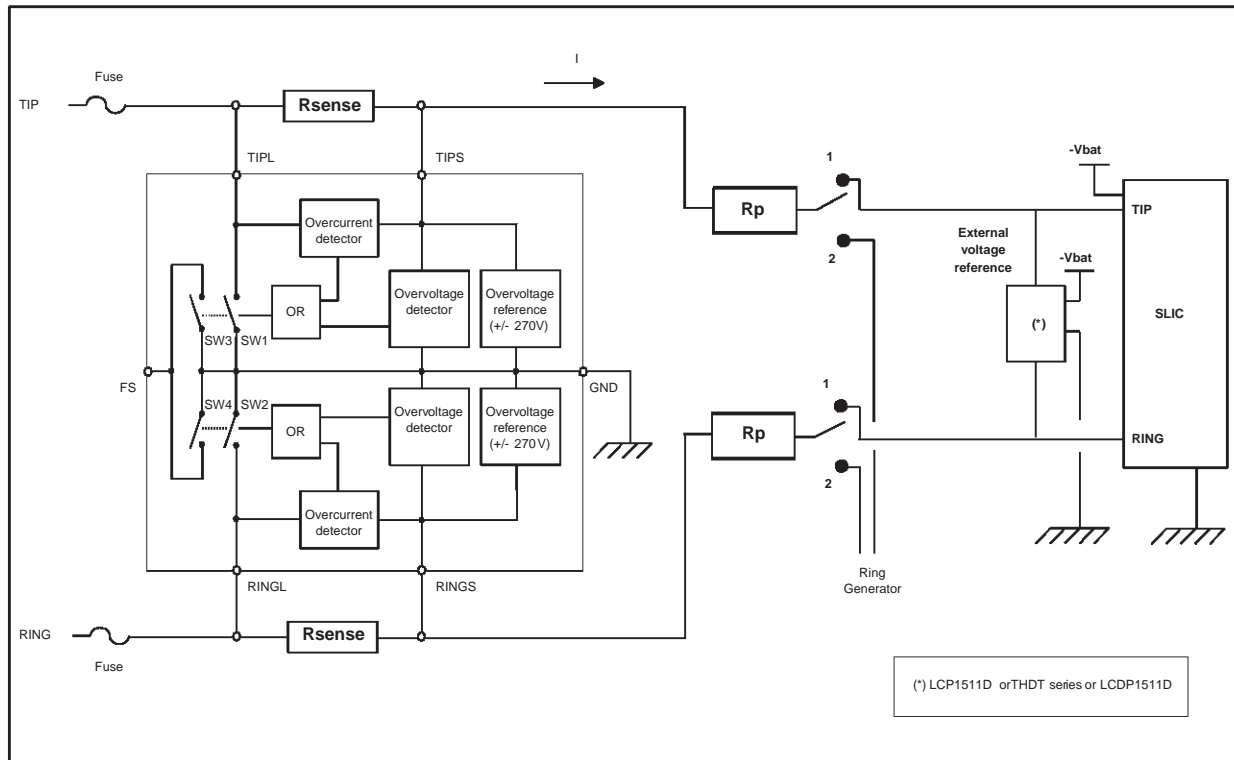 I
Fuse
TIP
Rsense
TIPL
TIPS
Overcurrent
detector
OR
Overvoltage
detector
Overvoltage
reference
(+/- 270V)
SW3
SW1
FS
GND
SW4
SW2
OR
Overvoltage
detector
Overvoltage
reference
(+/- 270V)
Overcurrent
detector
RINGL
RINGS
RING
Rsense
Fuse
Rp
1
2
-Vbat
TIP
External
voltage
reference
-Vbat
(*)
SLIC
Rp
1
2
RING
Ring
Generator
(*) LCP1511D orTHDT series or LCDP1511D